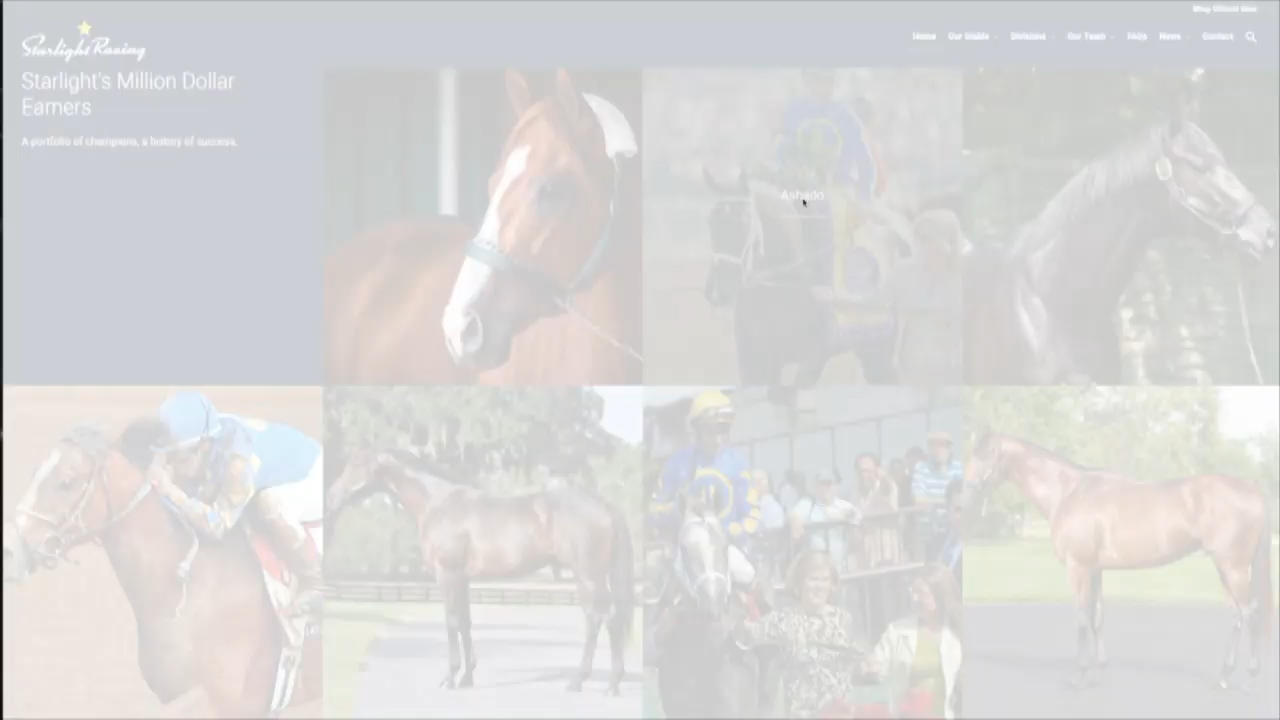 Starlight Racing
Home Our Stable Divisions Our Team FAQs News Contact
Starlight's Million Dollar
Earners
A portfolio of champions, a history of success.
Ashado